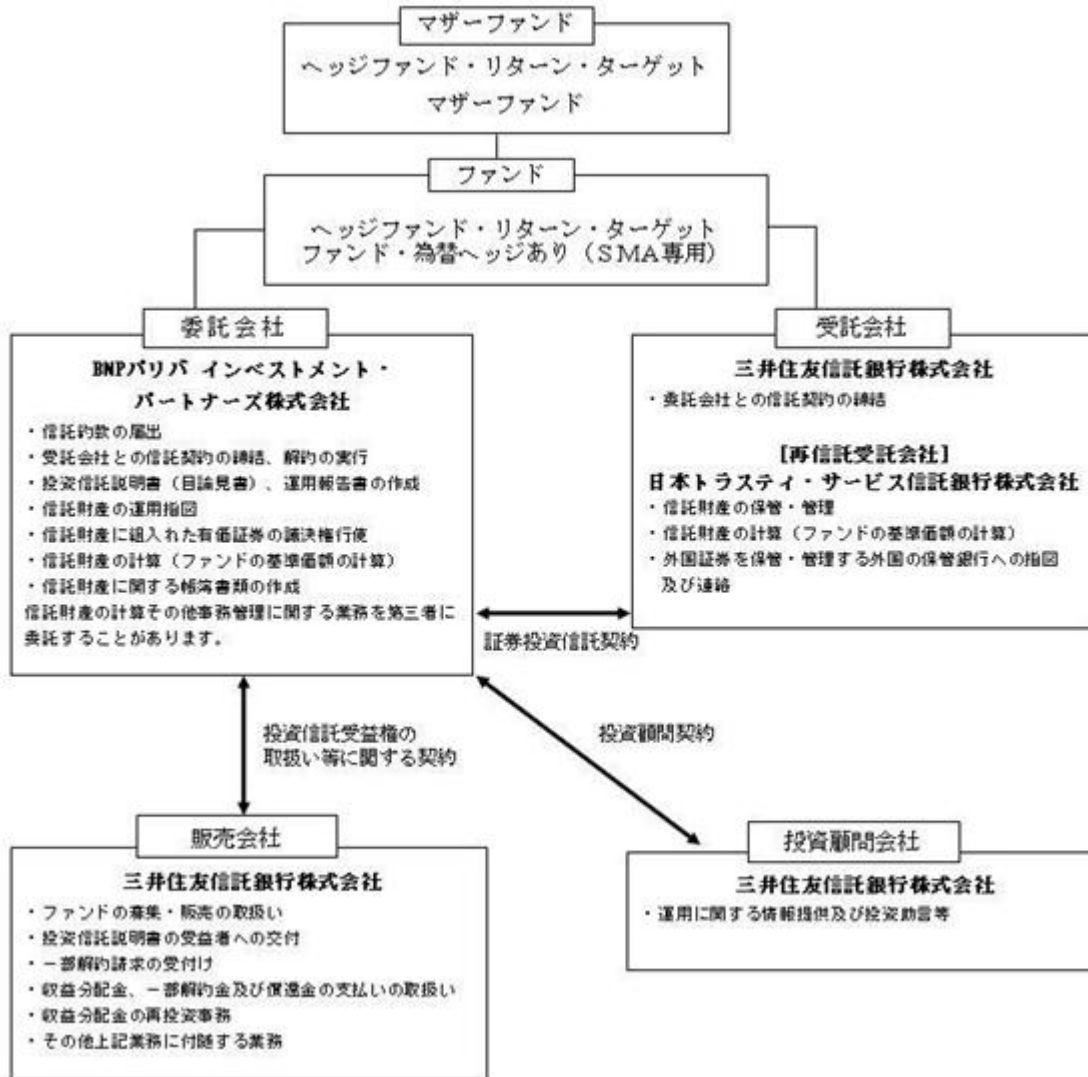 マザーファンド
ヘッジファンド・リターン・ターゲット
マザーファンド
ファンド
ヘッジファンド・リターン・ターゲット
ファンド・為替ヘッジあり（ＳＭＡ専用）
委託会社
BNPパリバ インベストメント・
パートナーズ株式会社
・信託約款の届出
・受託会社との信託契約の締結、解約の実行
・投資信託説明書（目論見書）、運用報告書の作成
・信託財産の運用指図
・信託財産に組入れた有価証券の議決権行使
・信託財産の計算（ファンドの基準価額の計算）
・信託財産に関する帳簿書類の作成
信託財産の計算その他事務管理に関する業務を第三者に
委託することがあります。
受託会社
三井住友信託銀行株式会社
・委託会社との信託契約の締結
[再信託受託会社]
日本トラスティ・サービス信託銀行株式会社
・信託財産の保管・管理
・信託財産の計算（ファンドの基準価額の計算）
・外国証券を保管・管理する外国の保管銀行への指図
及び連絡
証券投資信託契約
投資信託受益権の
取扱い等に関する契約
投資顧問契約
販売会社
三井住友信託銀行株式会社
・ファンドの募集・販売の取扱い
・投資信託説明書の受益者への交付
・一部解約請求の受付け
・収益分配金、一部解約金及び償還金の支払いの取扱い
・収益分配金の再投資事務
・その他上記業務に付随する業務
投資顧問会社
三井住友信託銀行株式会社
・運用に関する情報提供及び投資助言等